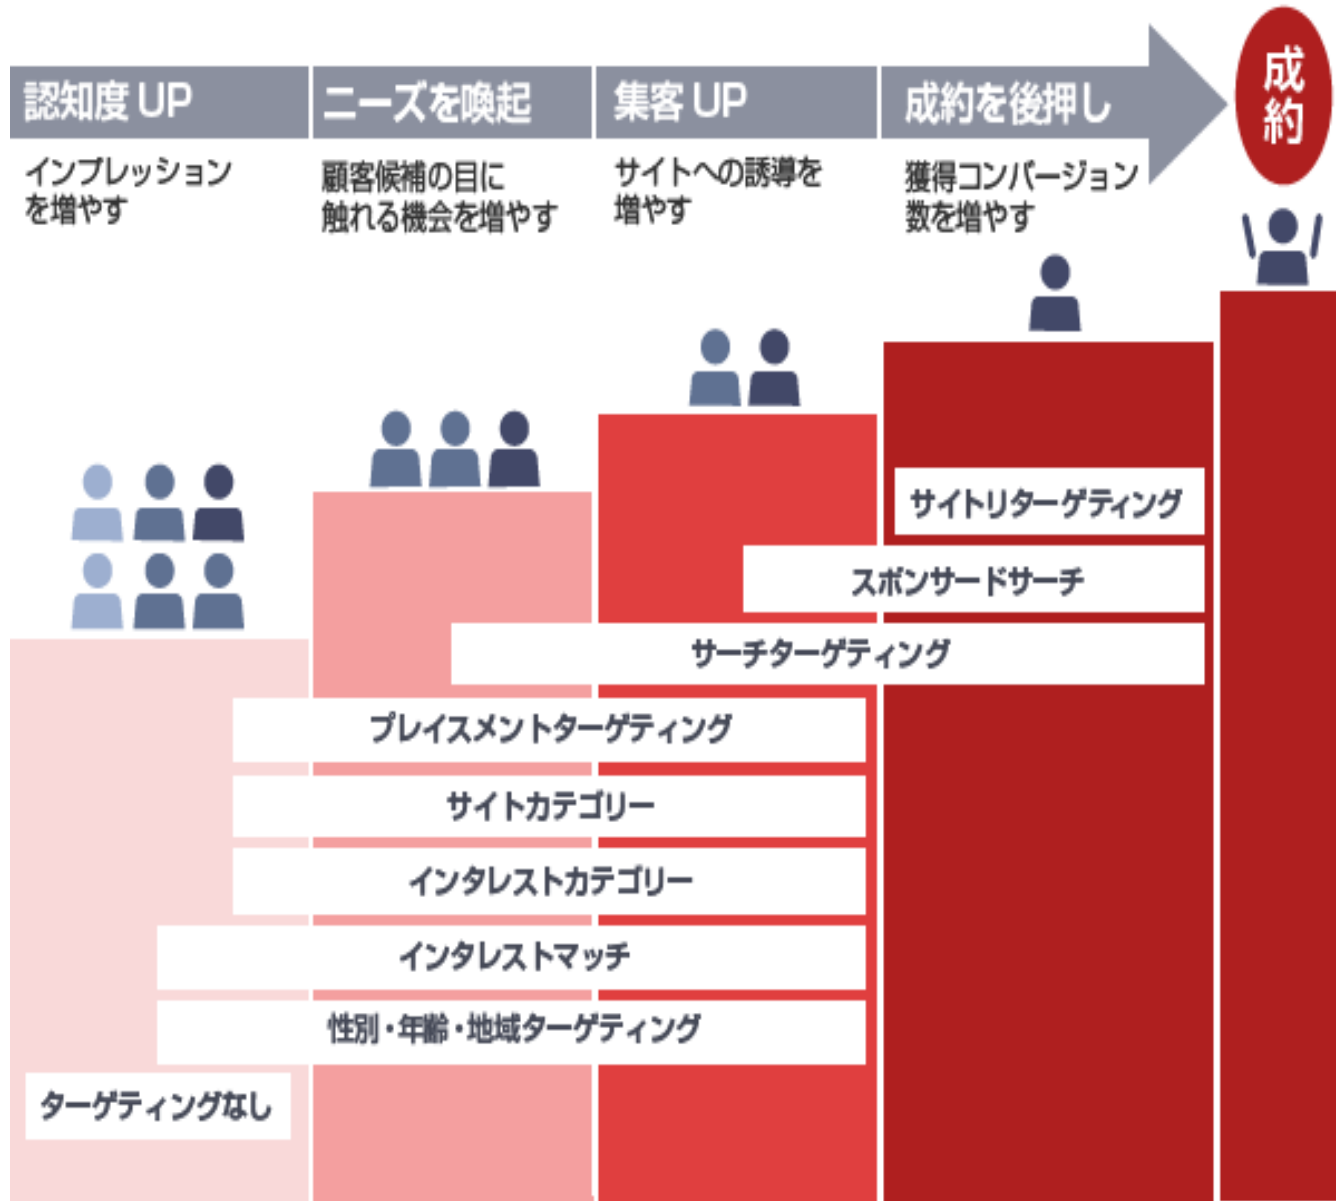 認知度 UP
ニーズを喚起
集客 UP
成約を後押し
成約
インプレッション
を増やす
顧客候補の目に
触れる機会を増やす
サイトへの誘導を
増やす
獲得コンバージョン
数を増やす
サイトリターゲティング
スポンサードサーチ
サーチターゲティング
プレイスメントターゲティング
サイトカテゴリー
インタレストカテゴリー
インタレストマッチ
性別・年齢・地域ターゲティング
ターゲティングなし